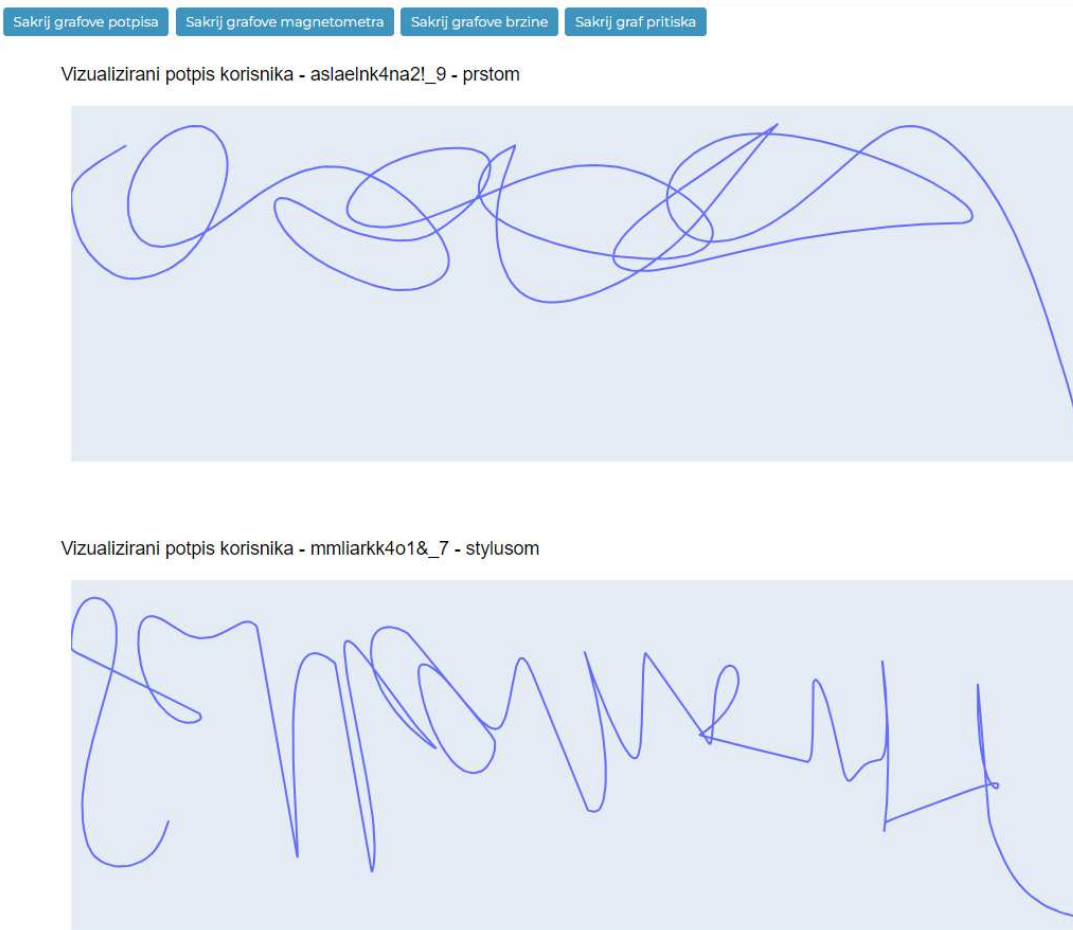 Sakrij grafove potpisa Sakrij grafove magnetometra Sakrij grafove brzine Sakrij graf pritiska
Vizualizirani potpis korisnika - aslaelnk4na2!_9 - prstom
Vizualizirani potpis korisnika - mmliarkk4o1&_7 - stylusom